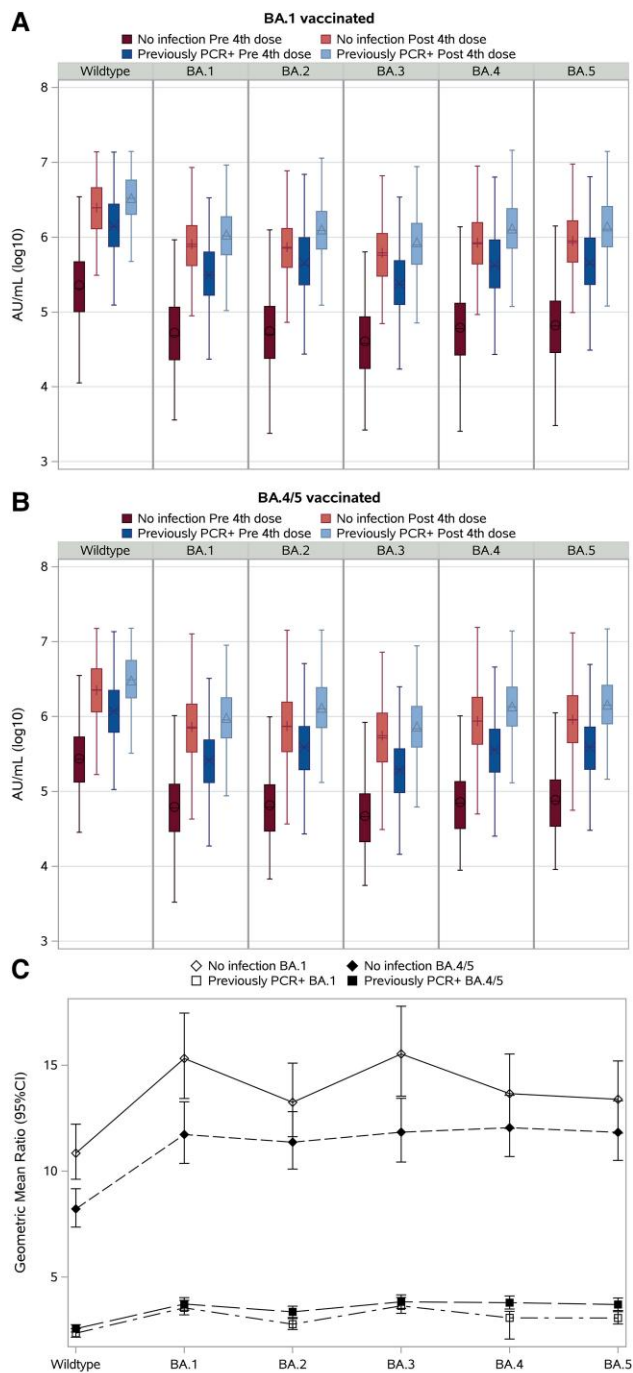 A
BA.1 vaccinated
No infection Pre 4th dose No infection Post 4th dose
Previously PCR+ Pre 4th dose Previously PCR+ Post 4th dose
Wildtype BA.1 BA.2 BA.3 BA.4 BA.5
8
7
6
5
4
3
AU/mL (log10)
B
BA.4/5 vaccinated
No infection Pre 4th dose No infection Post 4th dose
Previously PCR+ Pre 4th dose Previously PCR+ Post 4th dose
Wildtype BA.1 BA.2 BA.3 BA.4 BA.5
8
7
6
5
4
3
AU/mL (log10)
C
No infection BA.1 No infection BA.4/5
Previously PCR+ BA.1 Previously PCR+ BA.4/5
15
10
5
Geometric Mean Ratio (95%CI)
Wildtype BA.1 BA.2 BA.3 BA.4 BA.5